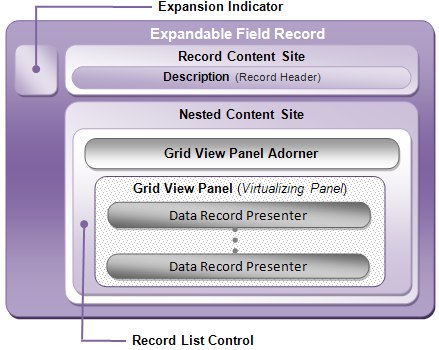 Expansion Indicator
Expandable Field Record
Record Content Site
Description (Record Header)
Nested Content Site
Grid View Panel Adorner
Grid View Panel (Virtualizing Panel)
Data Record Presenter
Data Record Presenter
Record List Control